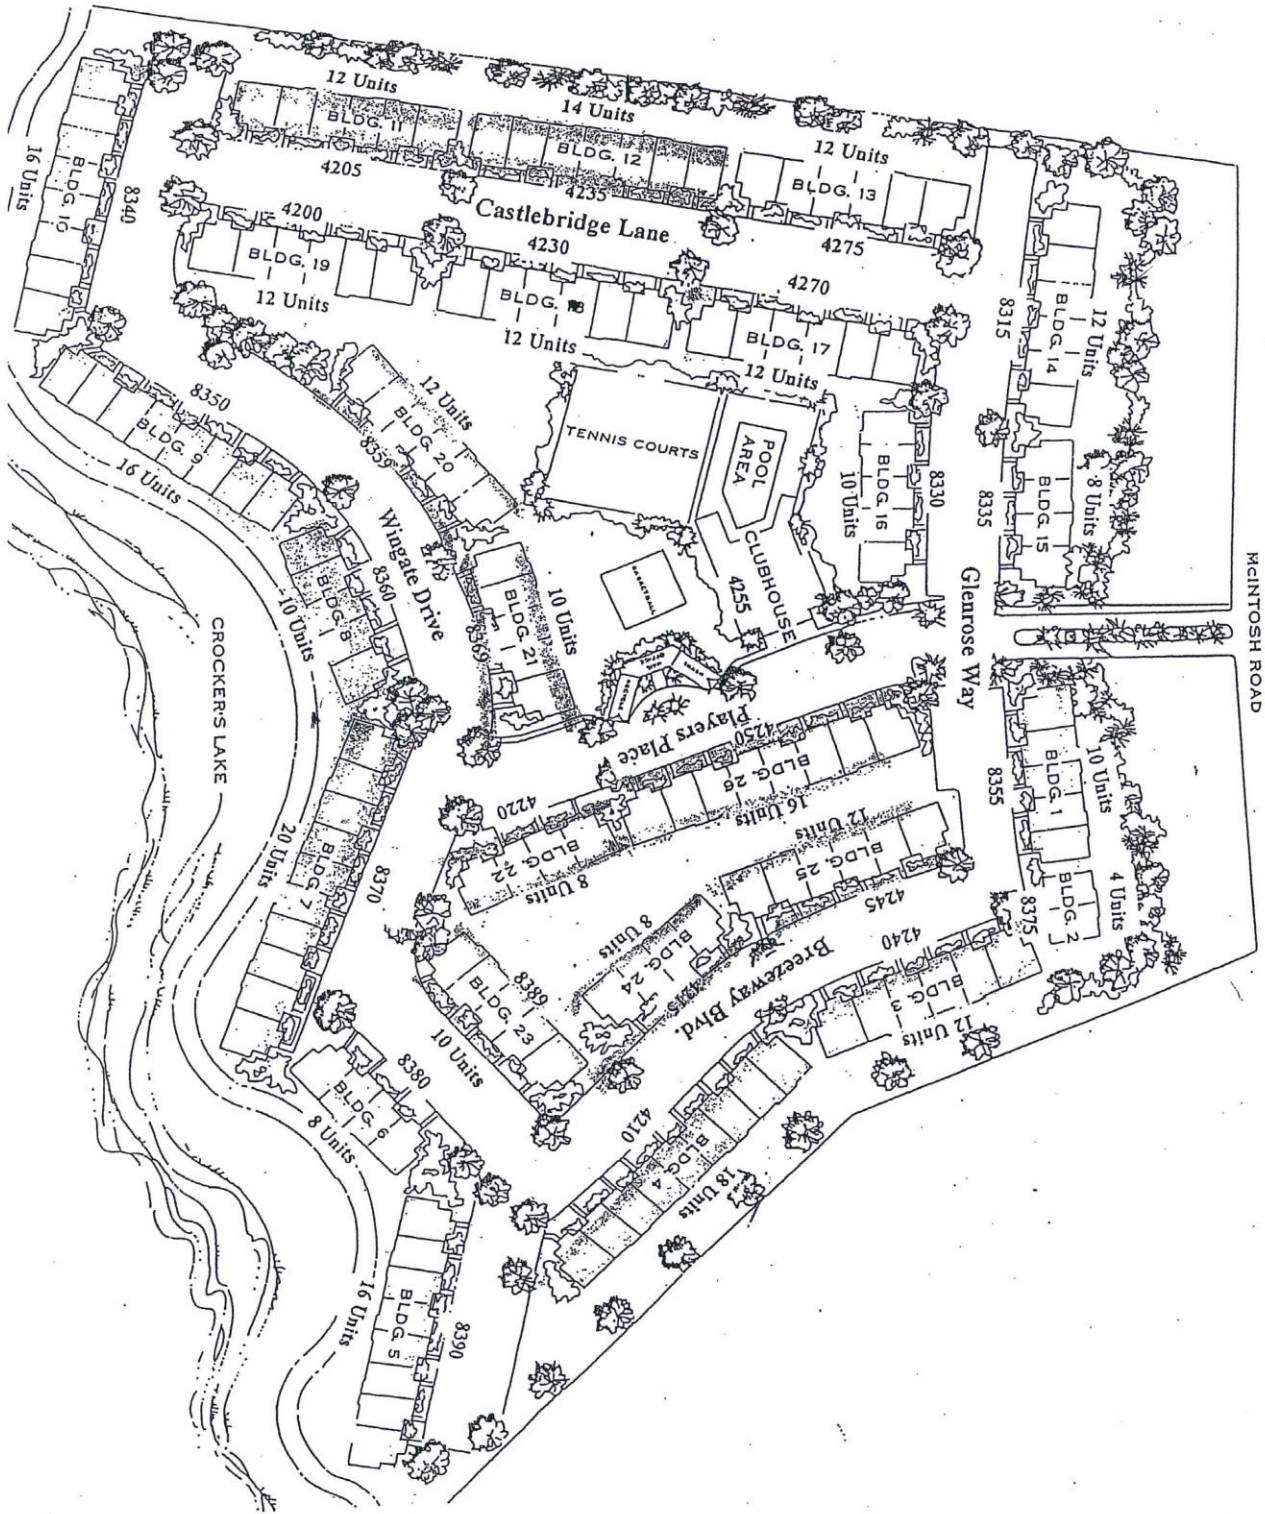 12 Units
14 Units
12 Units
BLDG. 11
BLDG. 12
BLDG. 13
4205
4235
4275
Castlebridge Lane
4200
4230
4270
BLDG. 19
BLDG. 18
BLDG. 17
12 Units
12 Units
12 Units
16 Units
BLDG. 10
8340
8350
BLDG. 9
16 Units
12 Units
BLDG. 20
8359
Wingate Drive
TENNIS COURTS
POOL
AREA
CLUBHOUSE
4255
BASKETBALL
BLDG. 16
10 Units
8330
8315
BLDG. 14
12 Units
8335
BLDG. 15
8 Units
Glenrose Way
McINTOSH ROAD
8360
BLDG. 8
10 Units
8369
BLDG. 21
10 Units
OFFICE
Players Place
4250
BLDG. 26
16 Units
4220
BLDG. 22
8 Units
12 Units
BLDG. 25
4245
8355
BLDG. 1
10 Units
8375
BLDG. 2
4 Units
4240
BLDG. 3
12 Units
Breezeway Blvd.
8 Units
BLDG. 24
8389
BLDG. 23
10 Units
CROCKER'S LAKE
8370
BLDG. 7
20 Units
8380
BLDG. 6
8 Units
4210
BLDG. 4
18 Units
8390
BLDG. 5
16 Units